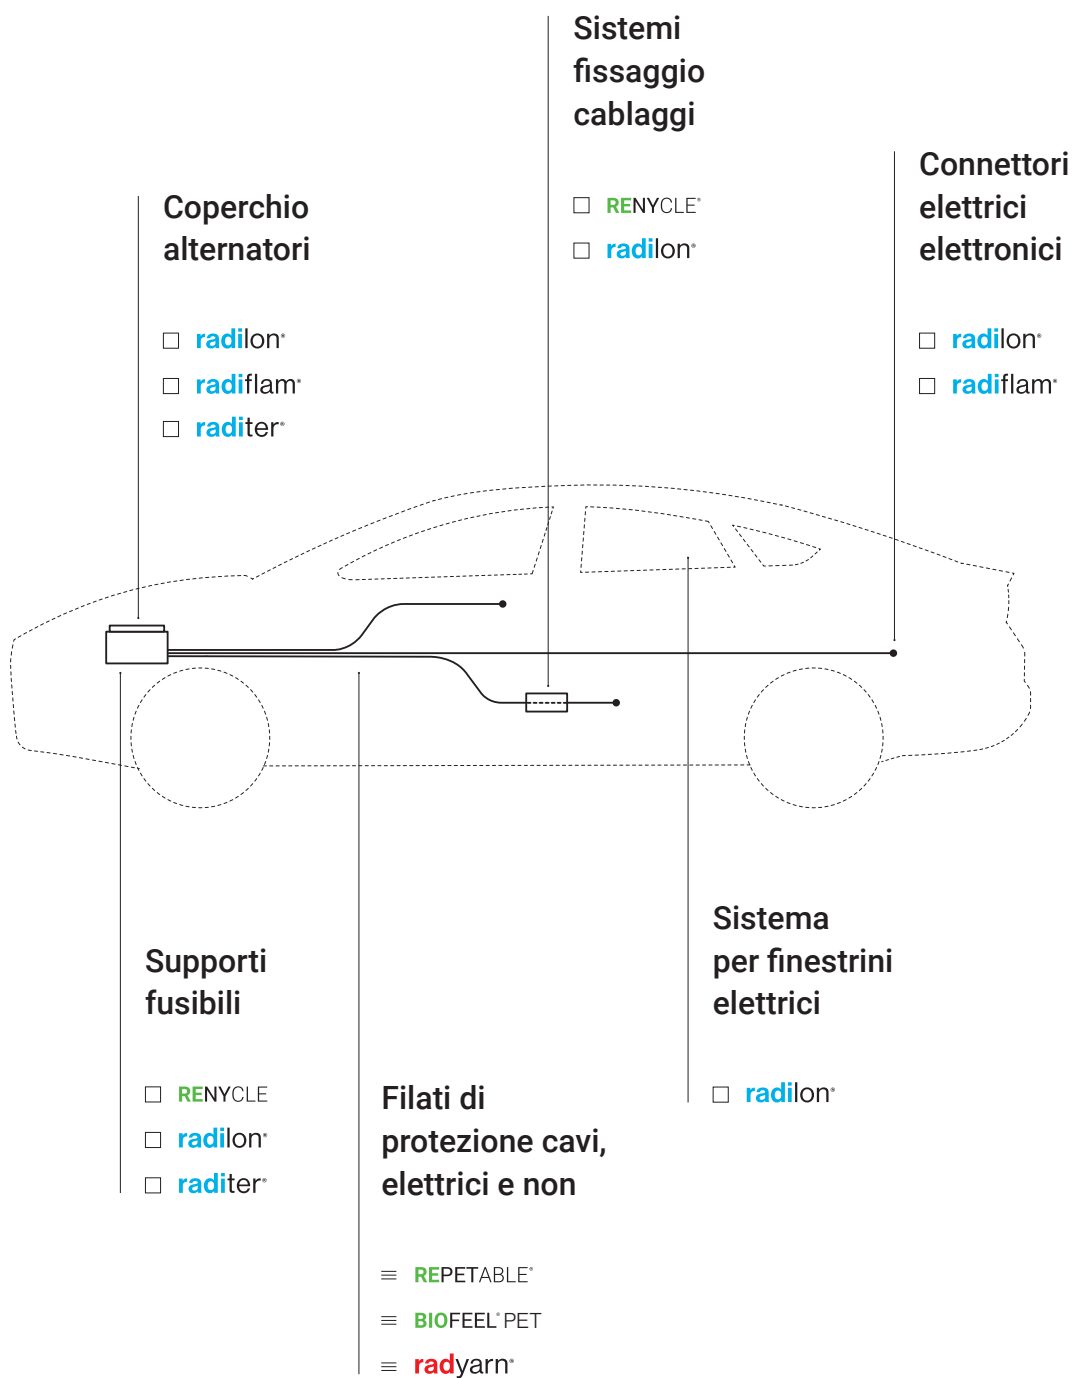 Sistemi
fissaggio
cablaggi
RENYCLE®
radilon®
Connettori
elettrici
elettronici
radilon®
radiflam®
Coperchio
alternatori
radilon®
radiflam®
raditer®
Supporti
fusibili
RENYCLE
radilon®
raditer®
Filati di
protezione cavi,
elettrici e non
REPETABLE®
BIOFEEL® PET
radyarn®
Sistema
per finestrini
elettrici
radilon®